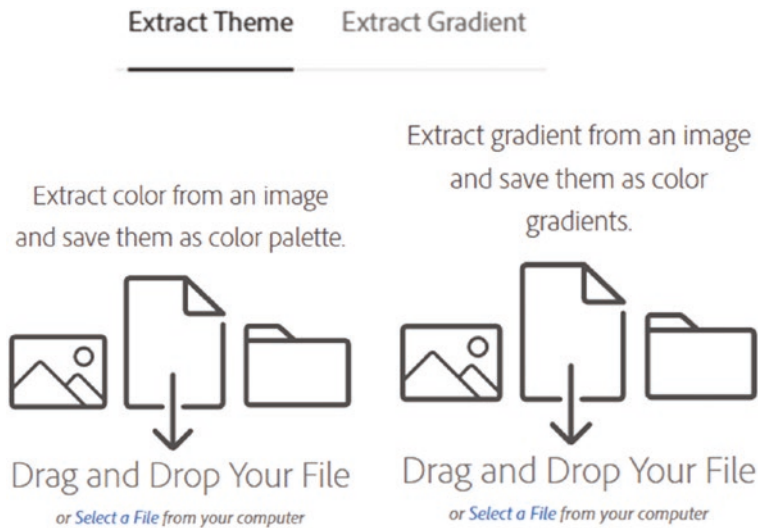 Extract Theme Extract Gradient
Extract color from an image
and save them as color palette.
Drag and Drop Your File
or Select a File from your computer
Extract gradient from an image
and save them as color
gradients.
Drag and Drop Your File
or Select a File from your computer